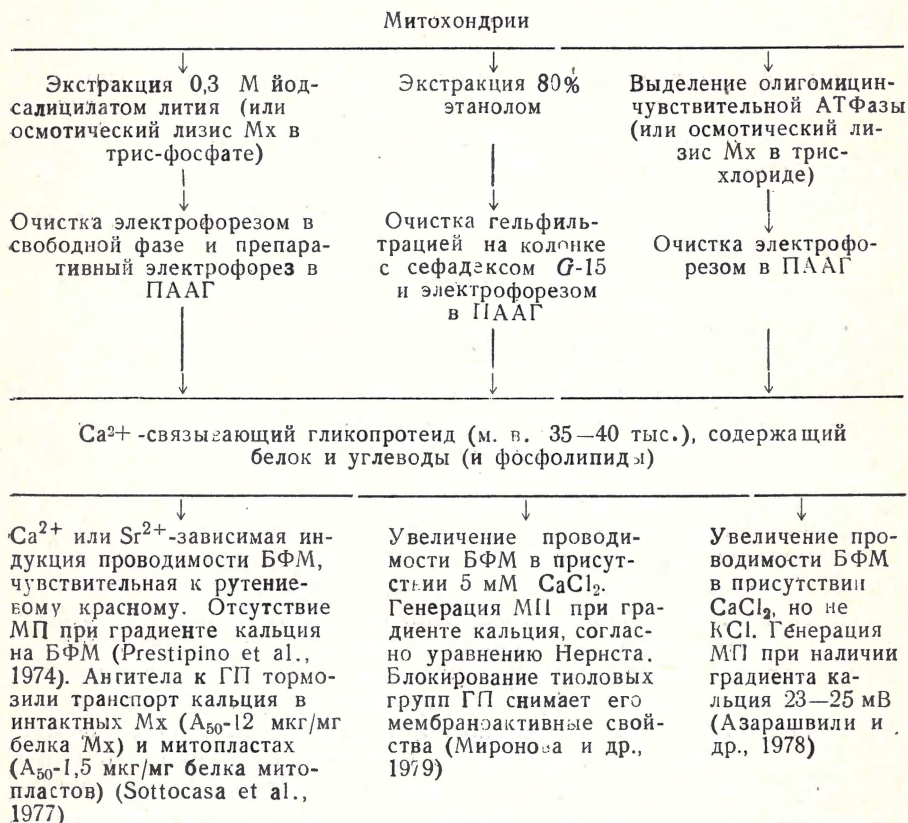 Митохондрии
Экстракция 0,3 М йод-
салицилатом лития (или
осмотический лизис Мх в
трис-фосфате)
Очистка электрофорезом в
свободной фазе и препара-
тивный электрофорез в
ПААГ
Экстракция 80%
этанолом
Очистка гельфиль-
трацией на колонке
с сефадексом G-15
и электрофорезом
в ПААГ
Выделение олигомицин-
чувствительной АТФазы
(или осмотический ли-
зис Мх в трис-
хлориде)
Очистка электрофо-
резом в ПААГ
Ca²⁺ -связывающий гликопротеид (м. в. 35—40 тыс.), содержащий
белок и углеводы (и фосфолипиды)
Ca²⁺ или Sr²⁺-зависимая ин-
дукция проводимости БФМ,
чувствительная к рутение-
вому красному. Отсутствие
МП при градиенте кальция
на БФМ (Prestipino et al.,
1974). Антитела к ГП тормо-
зили транспорт кальция в
интактных Мх (A₅₀-12 мкг/мг
белка Мх) и митопластах
(A₅₀-1,5 мкг/мг белка мито-
пластов) (Sottocasa et al.,
1977)
Увеличение проводи-
мости БФМ в присут-
ствии 5 мМ CaCl₂.
Генерация МП при гра-
диенте кальция, соглас-
но уравнению Нернста.
Блокирование тиоловых
групп ГП снимает его
мембраноактивные свой-
ства (Миронова и др.,
1979)
Увеличение про-
водимости БФМ
в присутствии
CaCl₂, но не
KCl. Генерация
МП при наличии
градиента ка-
льция 23—25 мВ
(Азарашвили и
др., 1978)